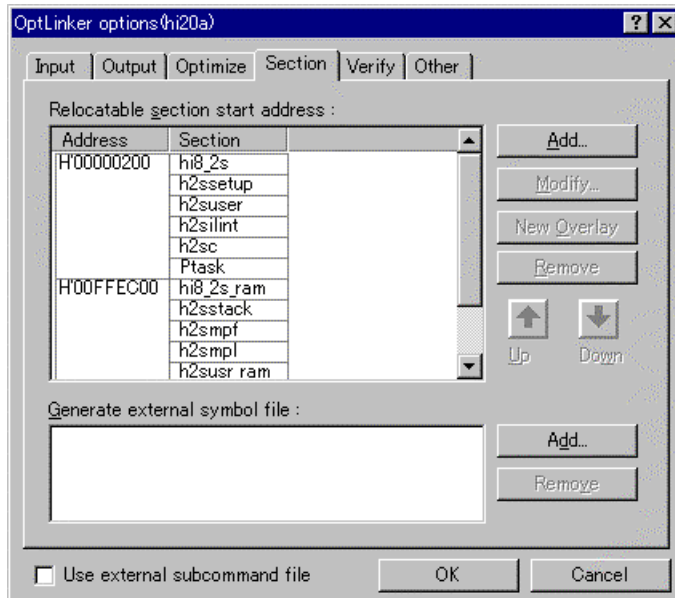 OptLinker options(hi20a)
Input Output Optimize Section Verify Other
Relocatable section start address :
Address Section
H'00000200 hi8_2s
h2ssetup
h2suser
h2silint
h2sc
Ptask
H'00FFEC00 hi8_2s_ram
h2sstack
h2smpf
h2smpl
h2susr_ram
Add...
Modify...
New Overlay
Remove
Up Down
Generate external symbol file :
Add...
Remove
Use external subcommand file
OK Cancel